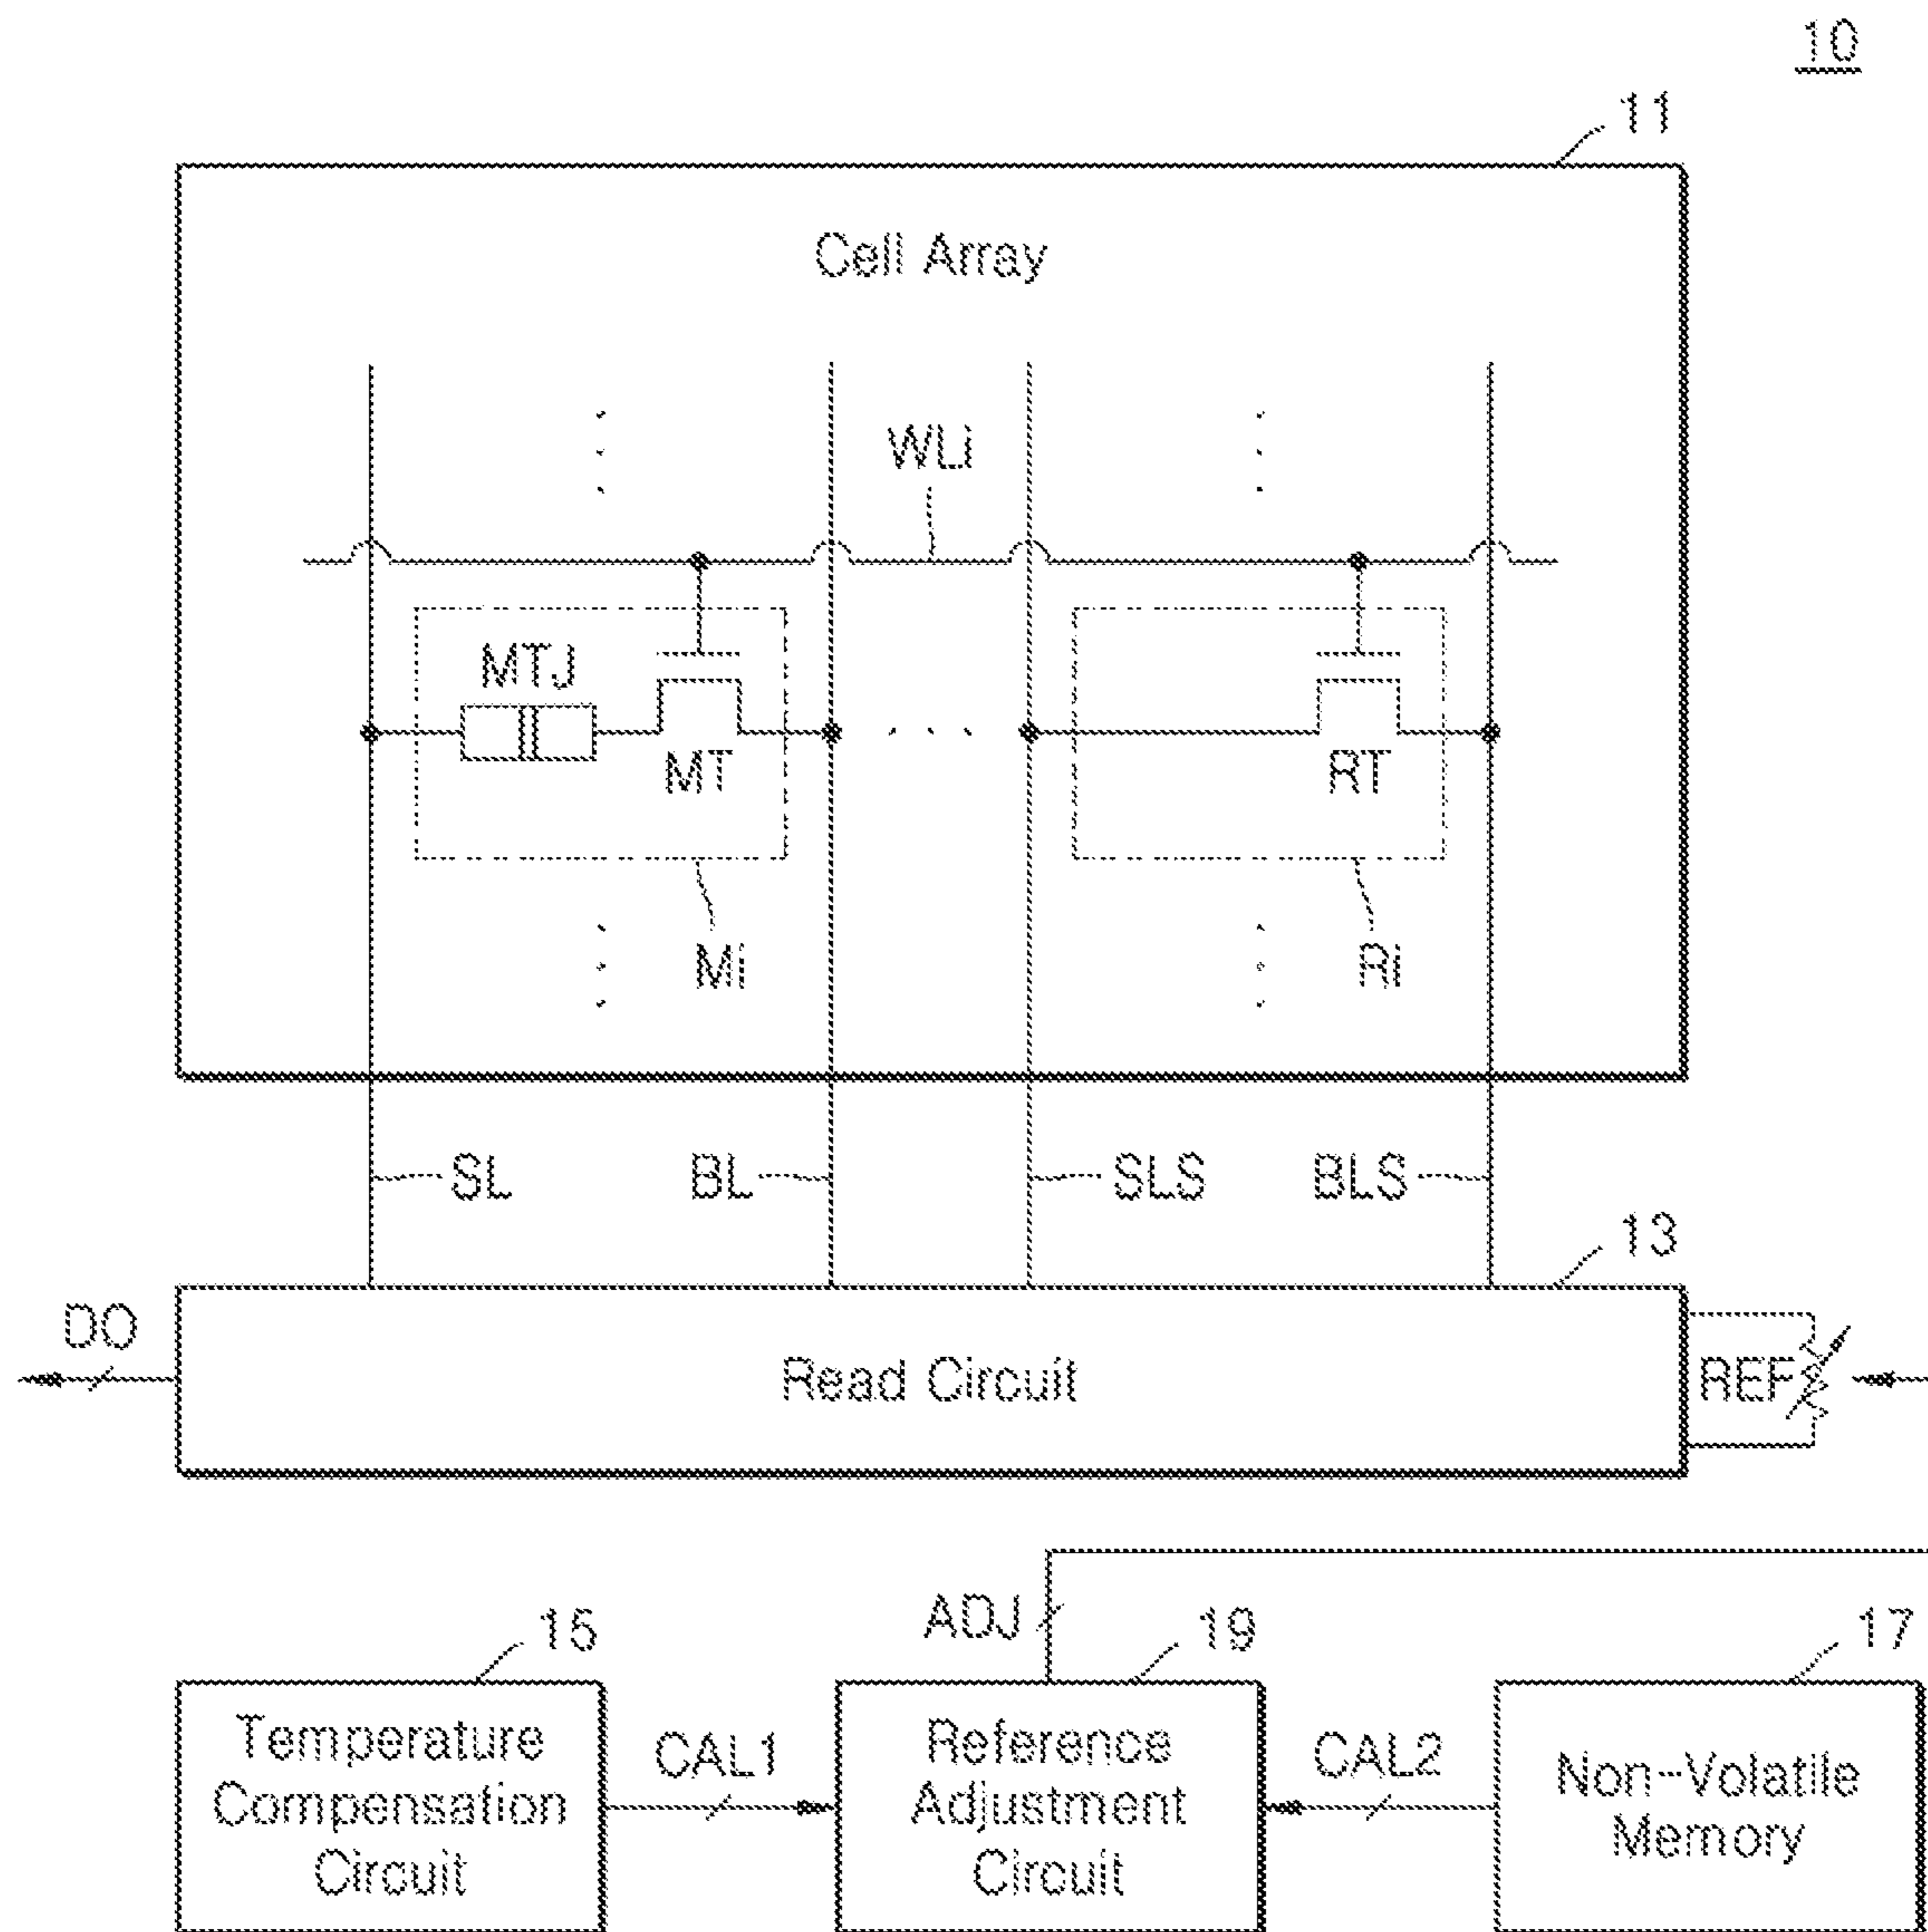 10
11
Cell Array
WLi
MTJ
MT
RT
Mi
Ri
SL
BL
SLS
BLS
13
DO
Read Circuit
REF
ADJ
15
19
17
Temperature
Compensation
Circuit
CAL1
Reference
Adjustment
Circuit
CAL2
Non-Volatile
Memory